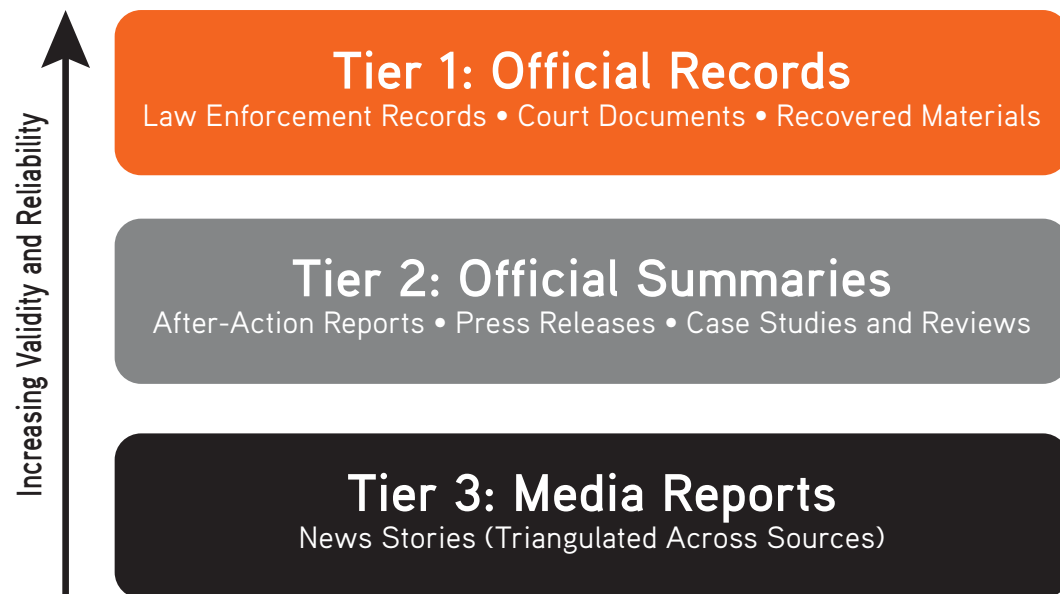 Increasing Validity and Reliability
Tier 1: Official Records
Law Enforcement Records • Court Documents • Recovered Materials
Tier 2: Official Summaries
After-Action Reports • Press Releases • Case Studies and Reviews
Tier 3: Media Reports
News Stories (Triangulated Across Sources)